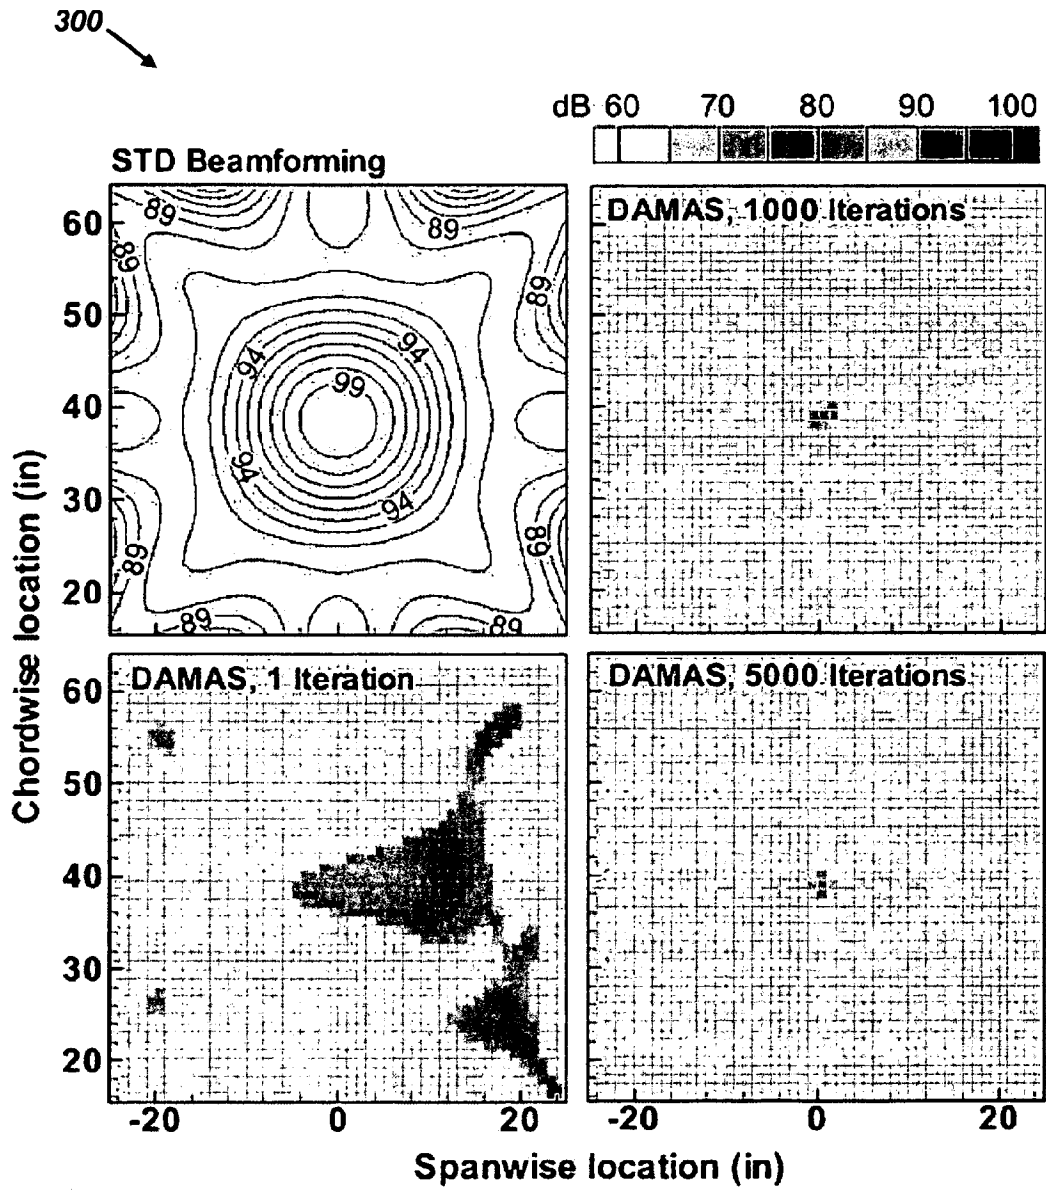 300
dB 60 70 80 90 100
STD Beamforming
60
50
40
30
20
89
89
89
89
94
94
99
94
94
89
89
89
89
DAMAS, 1000 Iterations
Chordwise location (in)
DAMAS, 1 Iteration
60
50
40
30
20
-20 0 20
DAMAS, 5000 Iterations
-20 0 20
Spanwise location (in)